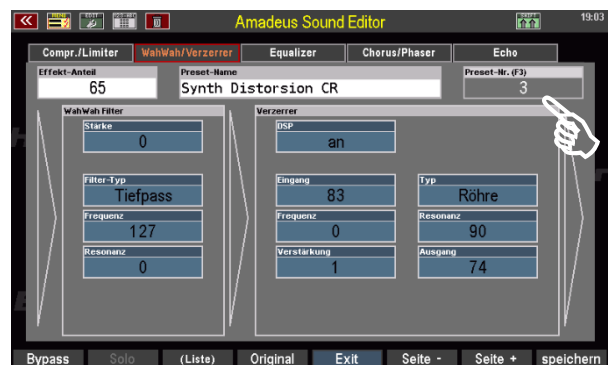 Amadeus Sound Editor
19:03
Compr./Limiter WahWah/Verzerrer Equalizer Chorus/Phaser Echo
Effekt-Anteil Preset-Name Preset-Nr. (F3)
65 Synth Distorsion CR 3
WahWah Filter Verzerrer
Stärke DSP
0 an
Filter-Typ Eingang Typ
Tiefpass 83 Röhre
Frequenz Frequenz Resonanz
127 0 90
Resonanz Verstärkung Ausgang
0 1 74
Bypass Solo (Liste) Original Exit Seite - Seite + speichern